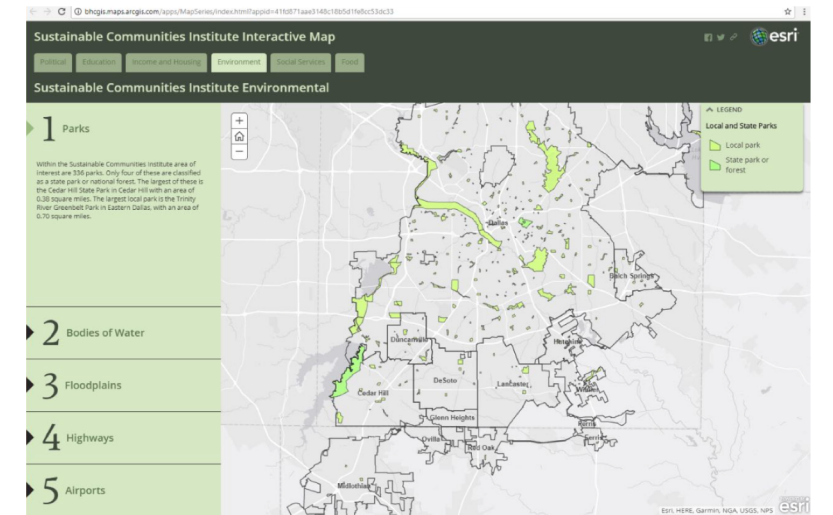 bhcgis.maps.arcgis.com/apps/MapSeries/index.html?appid=41fd871aae3148c18b5d1fe8cc53dc33
Sustainable Communities Institute Interactive Map
esri
Political Education Income and Housing Environment Social Services Food
Sustainable Communities Institute Environmental
1 Parks
Within the Sustainable Communities Institute area of
Interest are 336 parks. Only four of these are classified
as a state park or national forest. The largest of these is
the Cedar Hill State Park in Cedar Hill with an area of
0.38 square miles. The largest local park is the Trinity
River Greenbelt Park in Eastern Dallas, with an area of
0.70 square miles.
2 Bodies of Water
3 Floodplains
4 Highways
5 Airports
+
−
LEGEND
Local and State Parks
Local park
State park or
forest
Dallas
Balch Springs
Duncanville
Hutchins
Cedar Hill
DeSoto
Lancaster
Wilmer
Glenn Heights
Ferris
Ovilla
Red Oak
Ferris
Midlothian
Esri, HERE, Garmin, NGA, USGS, NPS esri